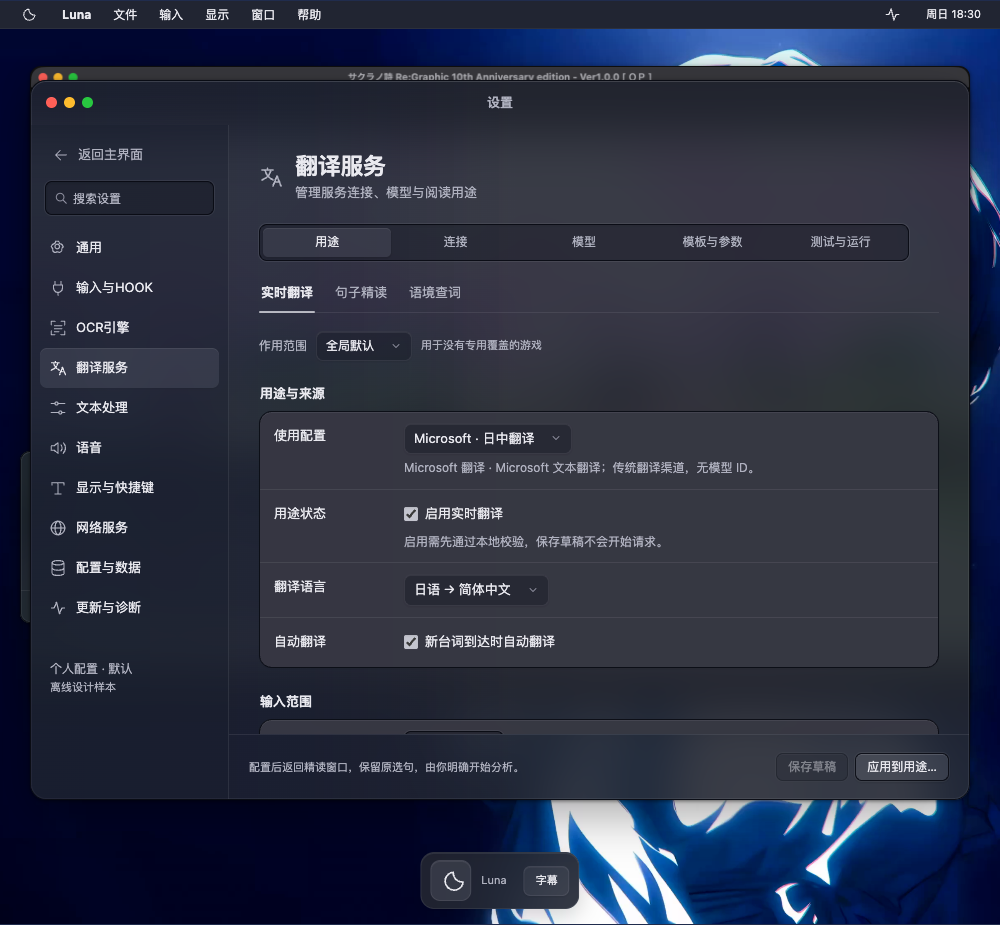 Luna 文件 输入 显示 窗口 帮助 周日 18:30
サクラノ詩 Re:Graphic 10th Anniversary edition - Ver1.0.0 [ O P ]
设置
返回主界面
搜索设置
通用
输入与HOOK
OCR引擎
翻译服务
文本处理
语音
显示与快捷键
网络服务
配置与数据
更新与诊断
个人配置 · 默认
离线设计样本
翻译服务
管理服务连接、模型与阅读用途
用途 连接 模型 模板与参数 测试与运行
实时翻译 句子精读 语境查词
作用范围 全局默认 用于没有专用覆盖的游戏
用途与来源
使用配置 Microsoft · 日中翻译
Microsoft 翻译 · Microsoft 文本翻译；传统翻译渠道，无模型 ID。
用途状态 启用实时翻译
启用需先通过本地校验，保存草稿不会开始请求。
翻译语言 日语 → 简体中文
自动翻译 新台词到达时自动翻译
输入范围
配置后返回精读窗口，保留原选句，由你明确开始分析。
保存草稿 应用到用途...
Luna 字幕